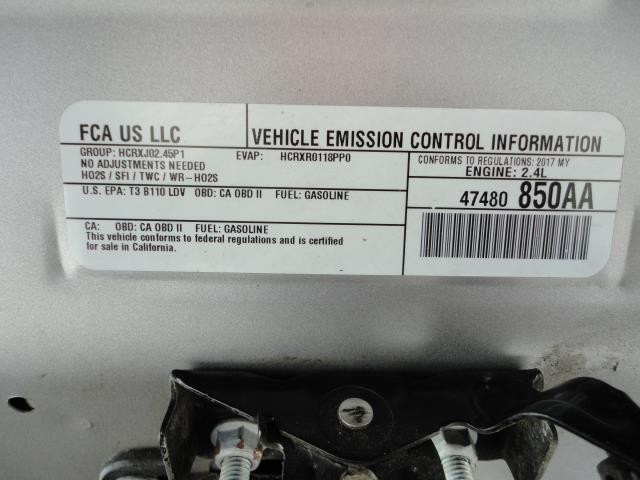 FCA US LLC
VEHICLE EMISSION CONTROL INFORMATION
GROUP: HCRXJ02.45P1 EVAP: HCRXR0118PP0
NO ADJUSTMENTS NEEDED
HO2S / SFI / TWC / WR-HO2S
CONFORMS TO REGULATIONS: 2017 MY
ENGINE: 2.4L
U.S. EPA: T3 B110 LDV OBD: CA OBD II FUEL: GASOLINE
47480 850AA
CA: OBD: CA OBD II FUEL: GASOLINE
This vehicle conforms to federal regulations and is certified
for sale in California.